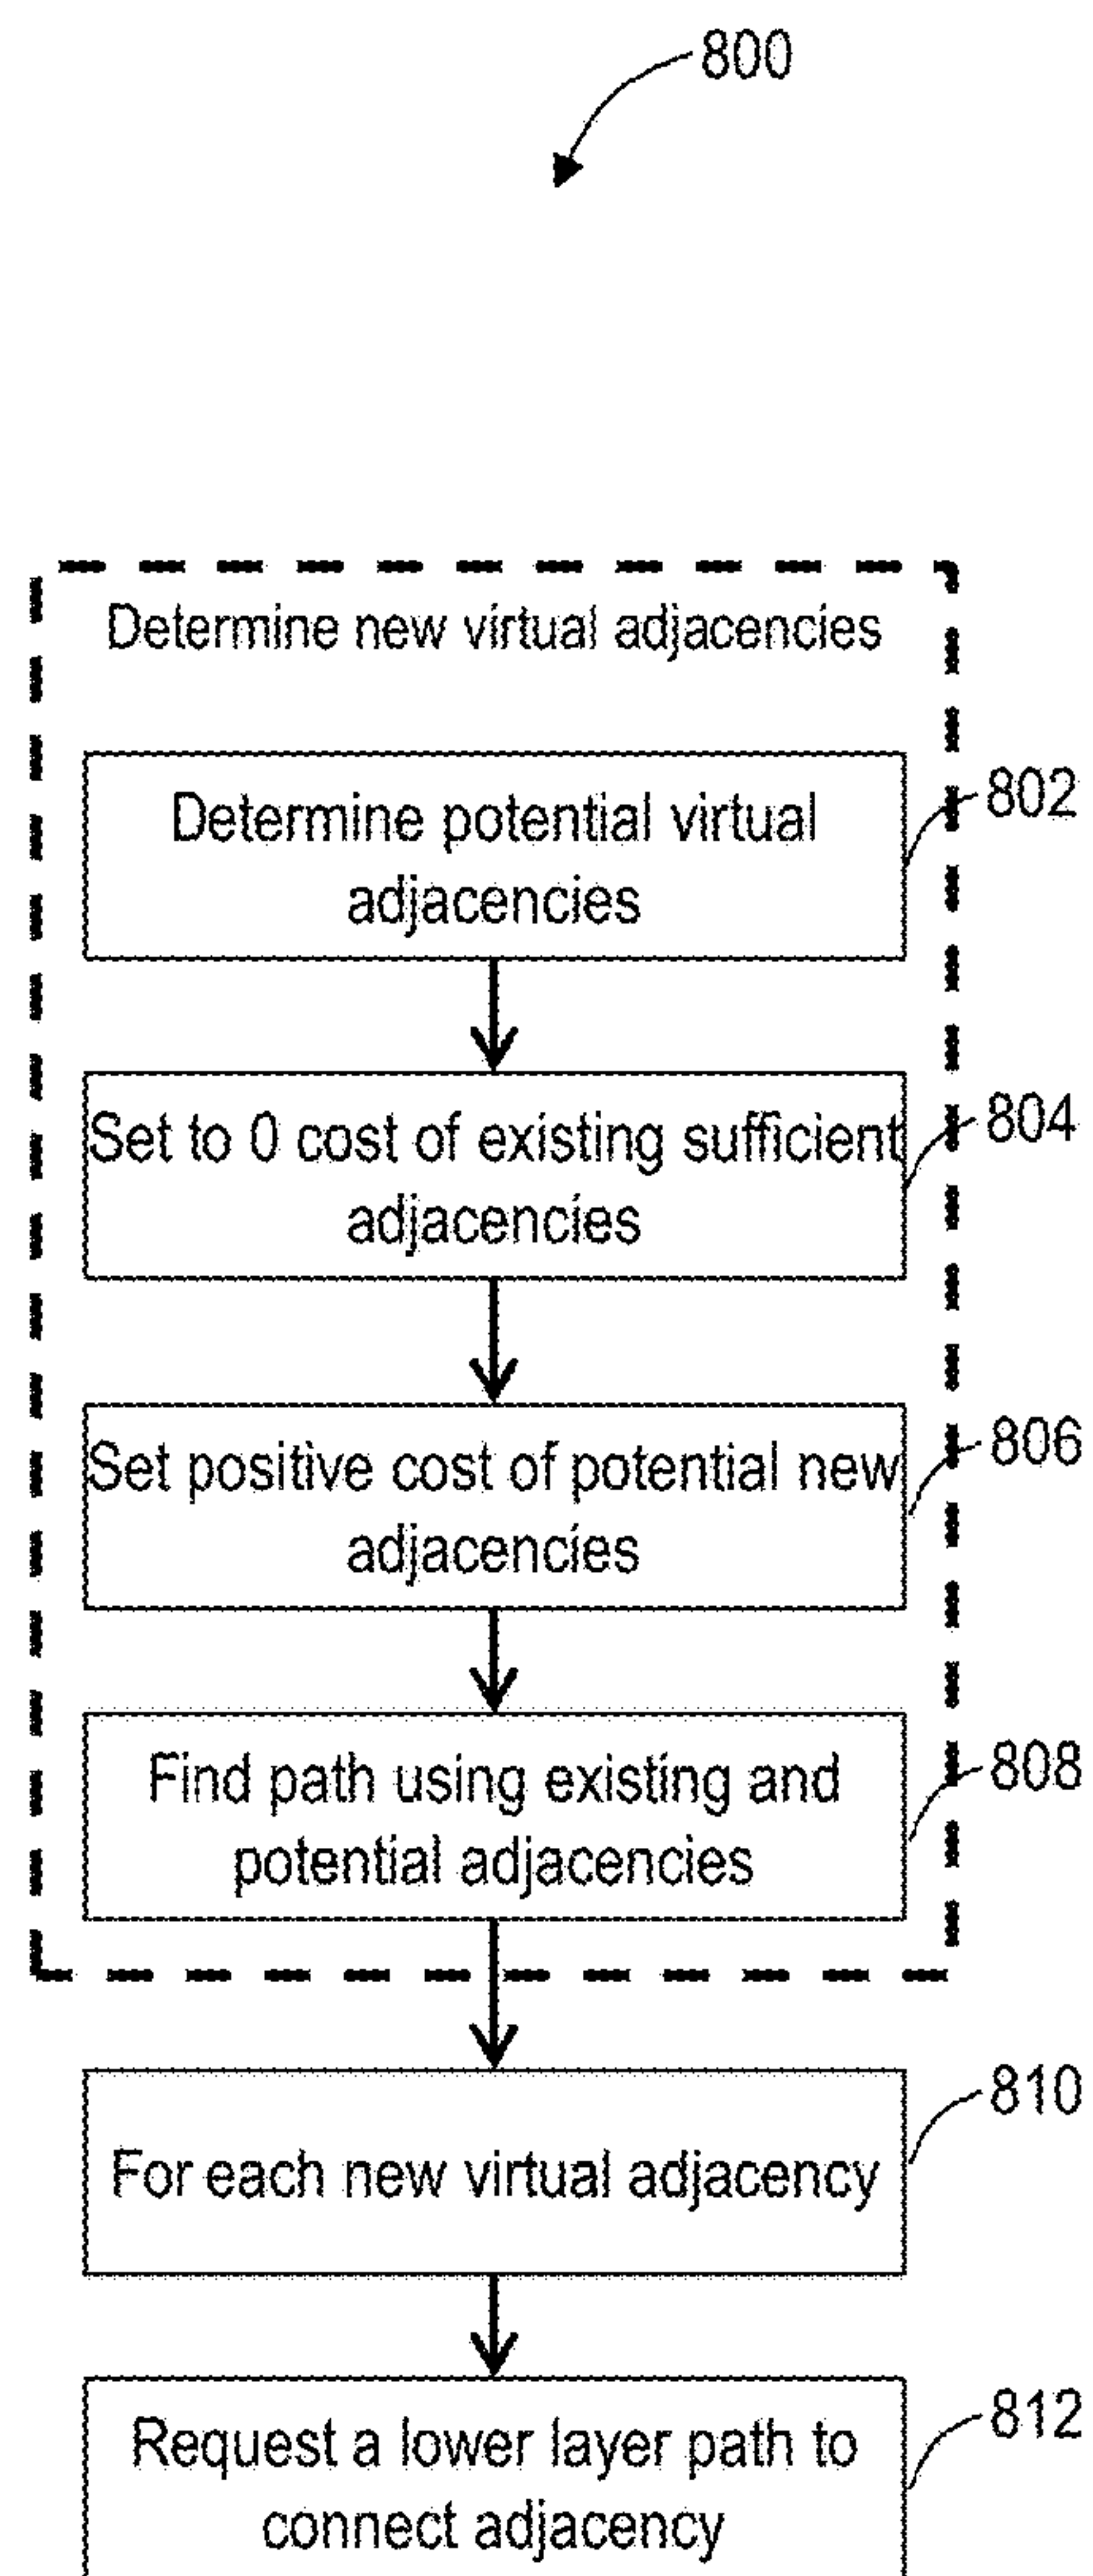 800
Determine new virtual adjacencies
Determine potential virtual
adjacencies
802
Set to 0 cost of existing sufficient
adjacencies
804
Set positive cost of potential new
adjacencies
806
Find path using existing and
potential adjacencies
808
For each new virtual adjacency
810
Request a lower layer path to
connect adjacency
812